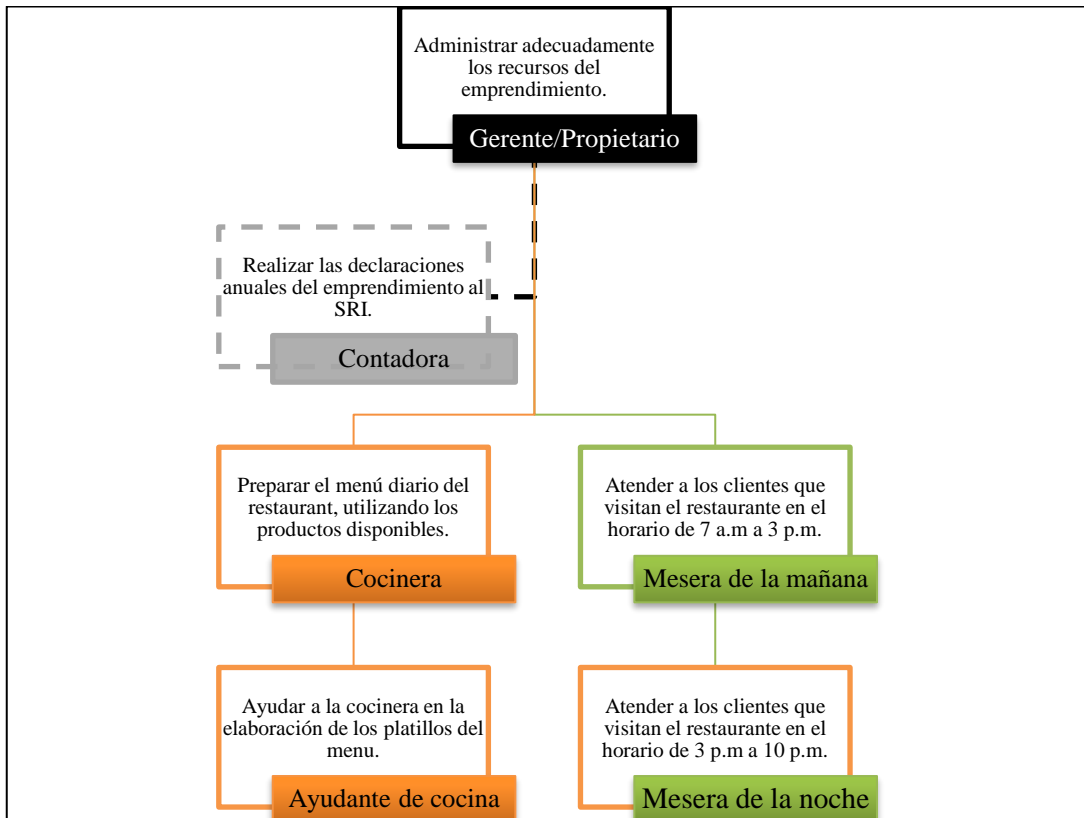 Administrar adecuadamente
los recursos del
emprendimiento.
Gerente/Propietario
Realizar las declaraciones
anuales del emprendimiento al
SRI.
Contadora
Preparar el menú diario del
restaurant, utilizando los
productos disponibles.
Cocinera
Atender a los clientes que
visitan el restaurante en el
horario de 7 a.m a 3 p.m.
Mesera de la mañana
Ayudar a la cocinera en la
elaboración de los platillos del
menu.
Ayudante de cocina
Atender a los clientes que
visitan el restaurante en el
horario de 3 p.m a 10 p.m.
Mesera de la noche